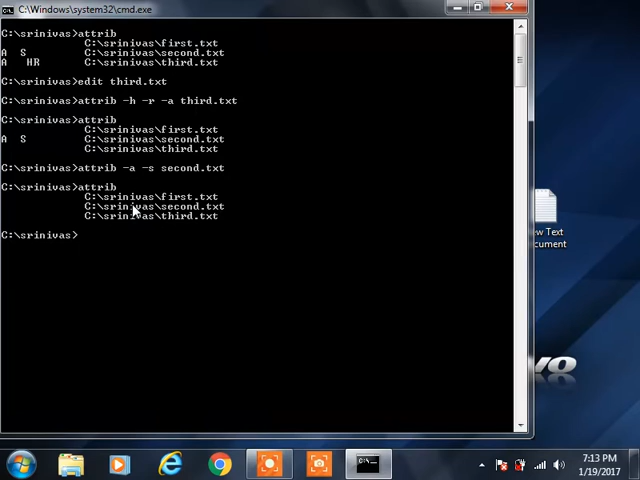 C:\Windows\system32\cmd.exe
C:\srinivas>attrib
C:\srinivas\first.txt
A  S  C:\srinivas\second.txt
A  HR  C:\srinivas\third.txt
C:\srinivas>edit third.txt
C:\srinivas>attrib -h -r -a third.txt
C:\srinivas>attrib
C:\srinivas\first.txt
A  S  C:\srinivas\second.txt
C:\srinivas\third.txt
C:\srinivas>attrib -a -s second.txt
C:\srinivas>attrib
C:\srinivas\first.txt
C:\srinivas\second.txt
C:\srinivas\third.txt
C:\srinivas>
Text
7:13 PM
1/19/2017